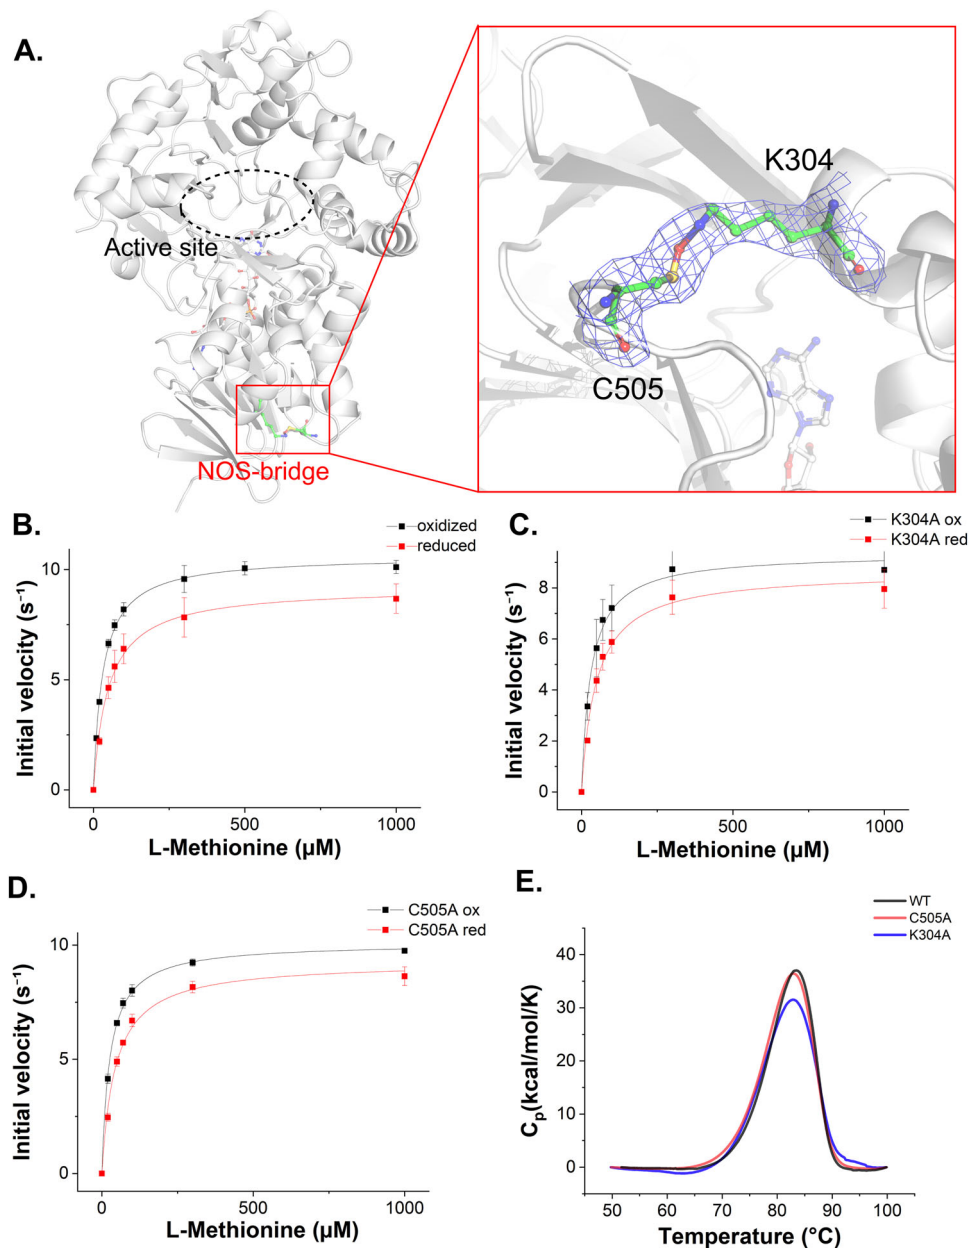 A.
K304
Active site
C505
NOS-bridge
B.
oxidized
reduced
10
5
0
Initial velocity (s⁻¹)
0
500
1000
L-Methionine (µM)
C.
K304A ox
K304A red
8
6
4
2
0
Initial velocity (s⁻¹)
0
500
1000
L-Methionine (µM)
D.
C505A ox
C505A red
10
5
0
Initial velocity (s⁻¹)
0
500
1000
L-Methionine (µM)
E.
WT
C505A
K304A
40
30
20
10
0
Cp(kcal/mol/K)
50
60
70
80
90
100
Temperature (°C)